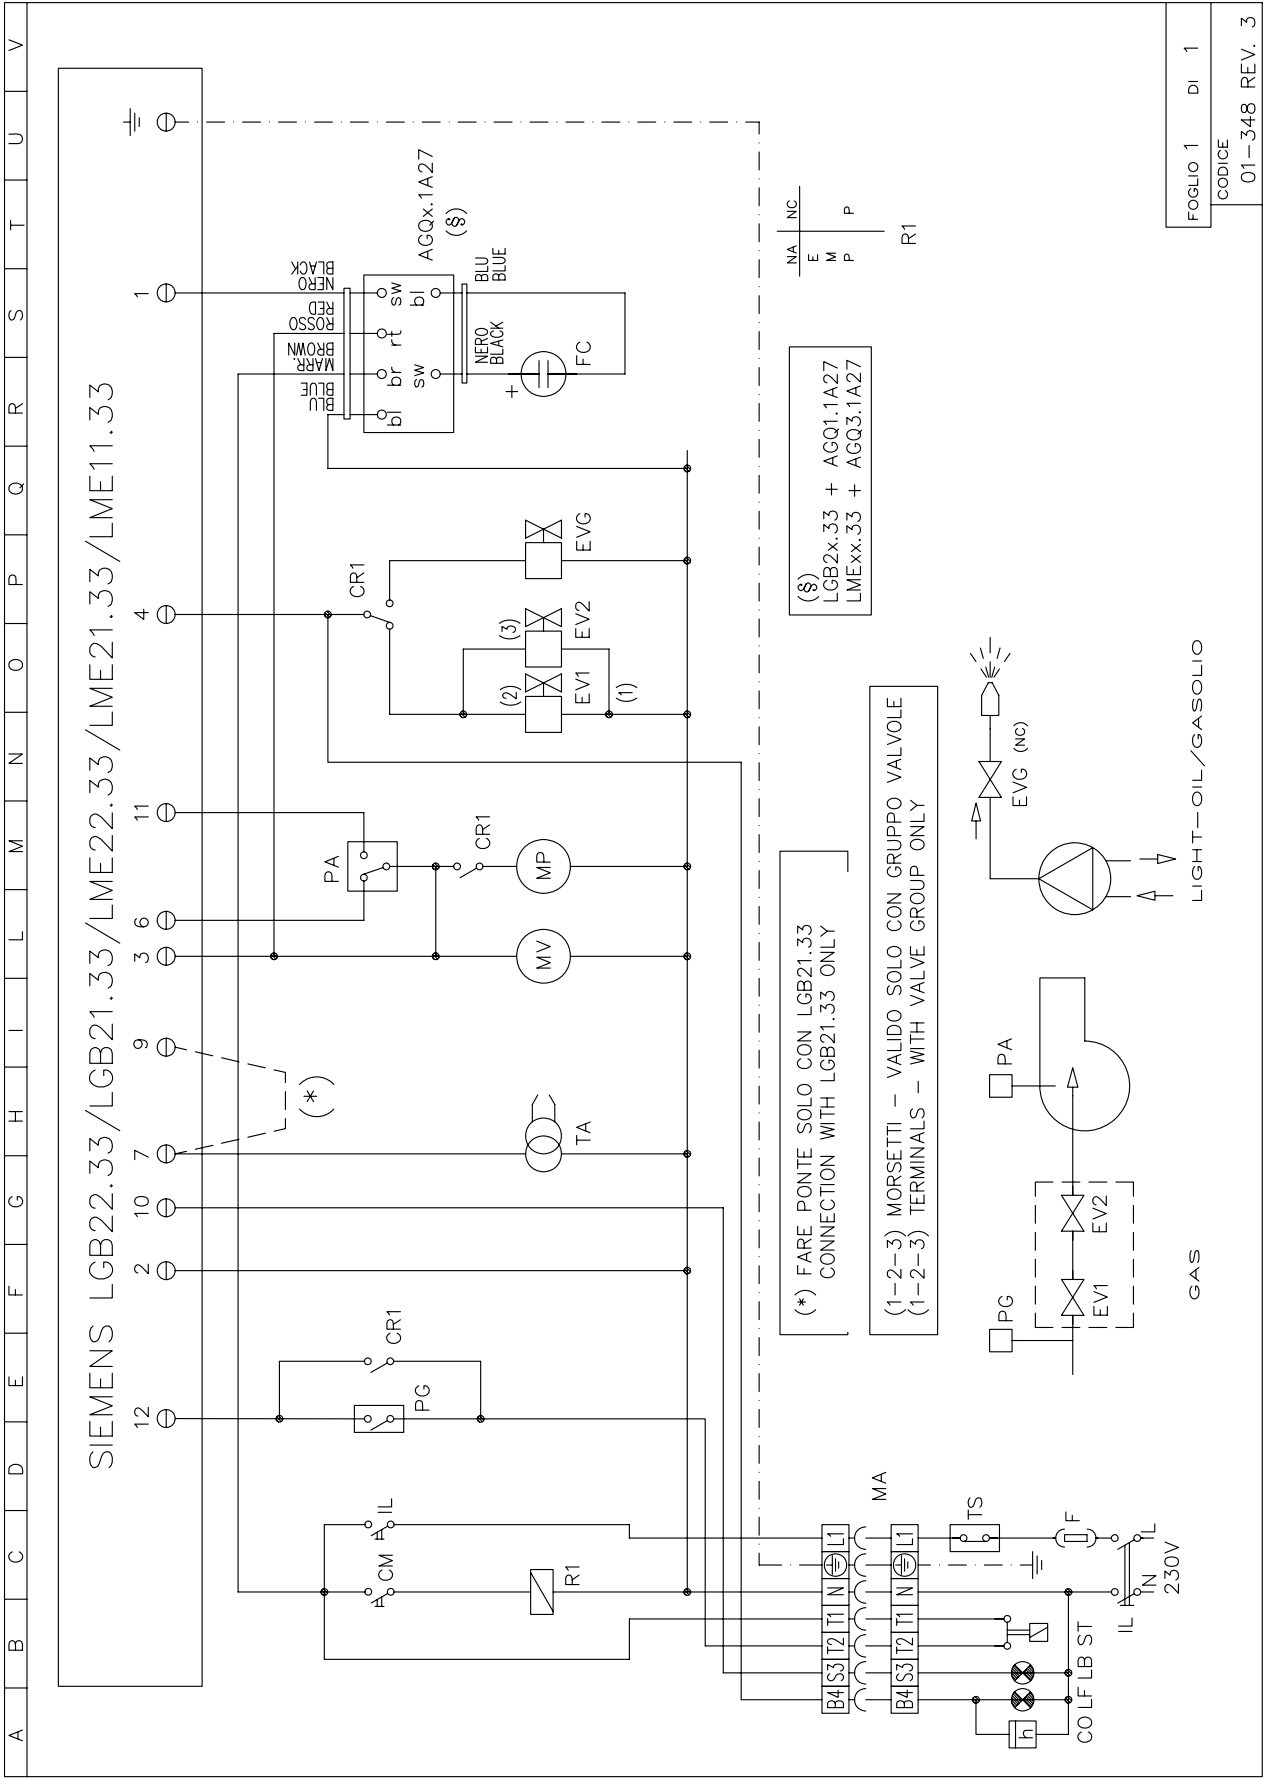 A B C D E F G H I L M N O P Q R S T U V
SIEMENS LGB22.33/LGB21.33/LME22.33/LME21.33/LME11.33
12 2 10 7 9 3 6 11 4 1
CM
IL
R1
PG
CR1
(*)
TA
MV
PA
CR1
MP
CR1
(2)
(3)
EV1
EV2
(1)
EVG
BLU
BLUE
MARR.
BROWN
ROSSO
RED
NERO
BLACK
bl br rt sw
sw bl
AGQx.1A27
(§)
NERO
BLACK
BLU
BLUE
+
FC
NA NC
E
M
P P
R1
(*) FARE PONTE SOLO CON LGB21.33
CONNECTION WITH LGB21.33 ONLY
(§)
LGB2x.33 + AGQ1.1A27
LMExx.33 + AGQ3.1A27
(1-2-3) MORSETTI - VALIDO SOLO CON GRUPPO VALVOLE
(1-2-3) TERMINALS - WITH VALVE GROUP ONLY
B4 S3 T2 T1 N L1
MA
B4 S3 T2 T1 N L1
TS
F
h
CO LF LB ST
IL
N L
230V
PG
EV1
EV2
PA
GAS
EVG (NC)
LIGHT-OIL/GASOLIO
FOGLIO 1 DI 1
CODICE
01-348 REV. 3